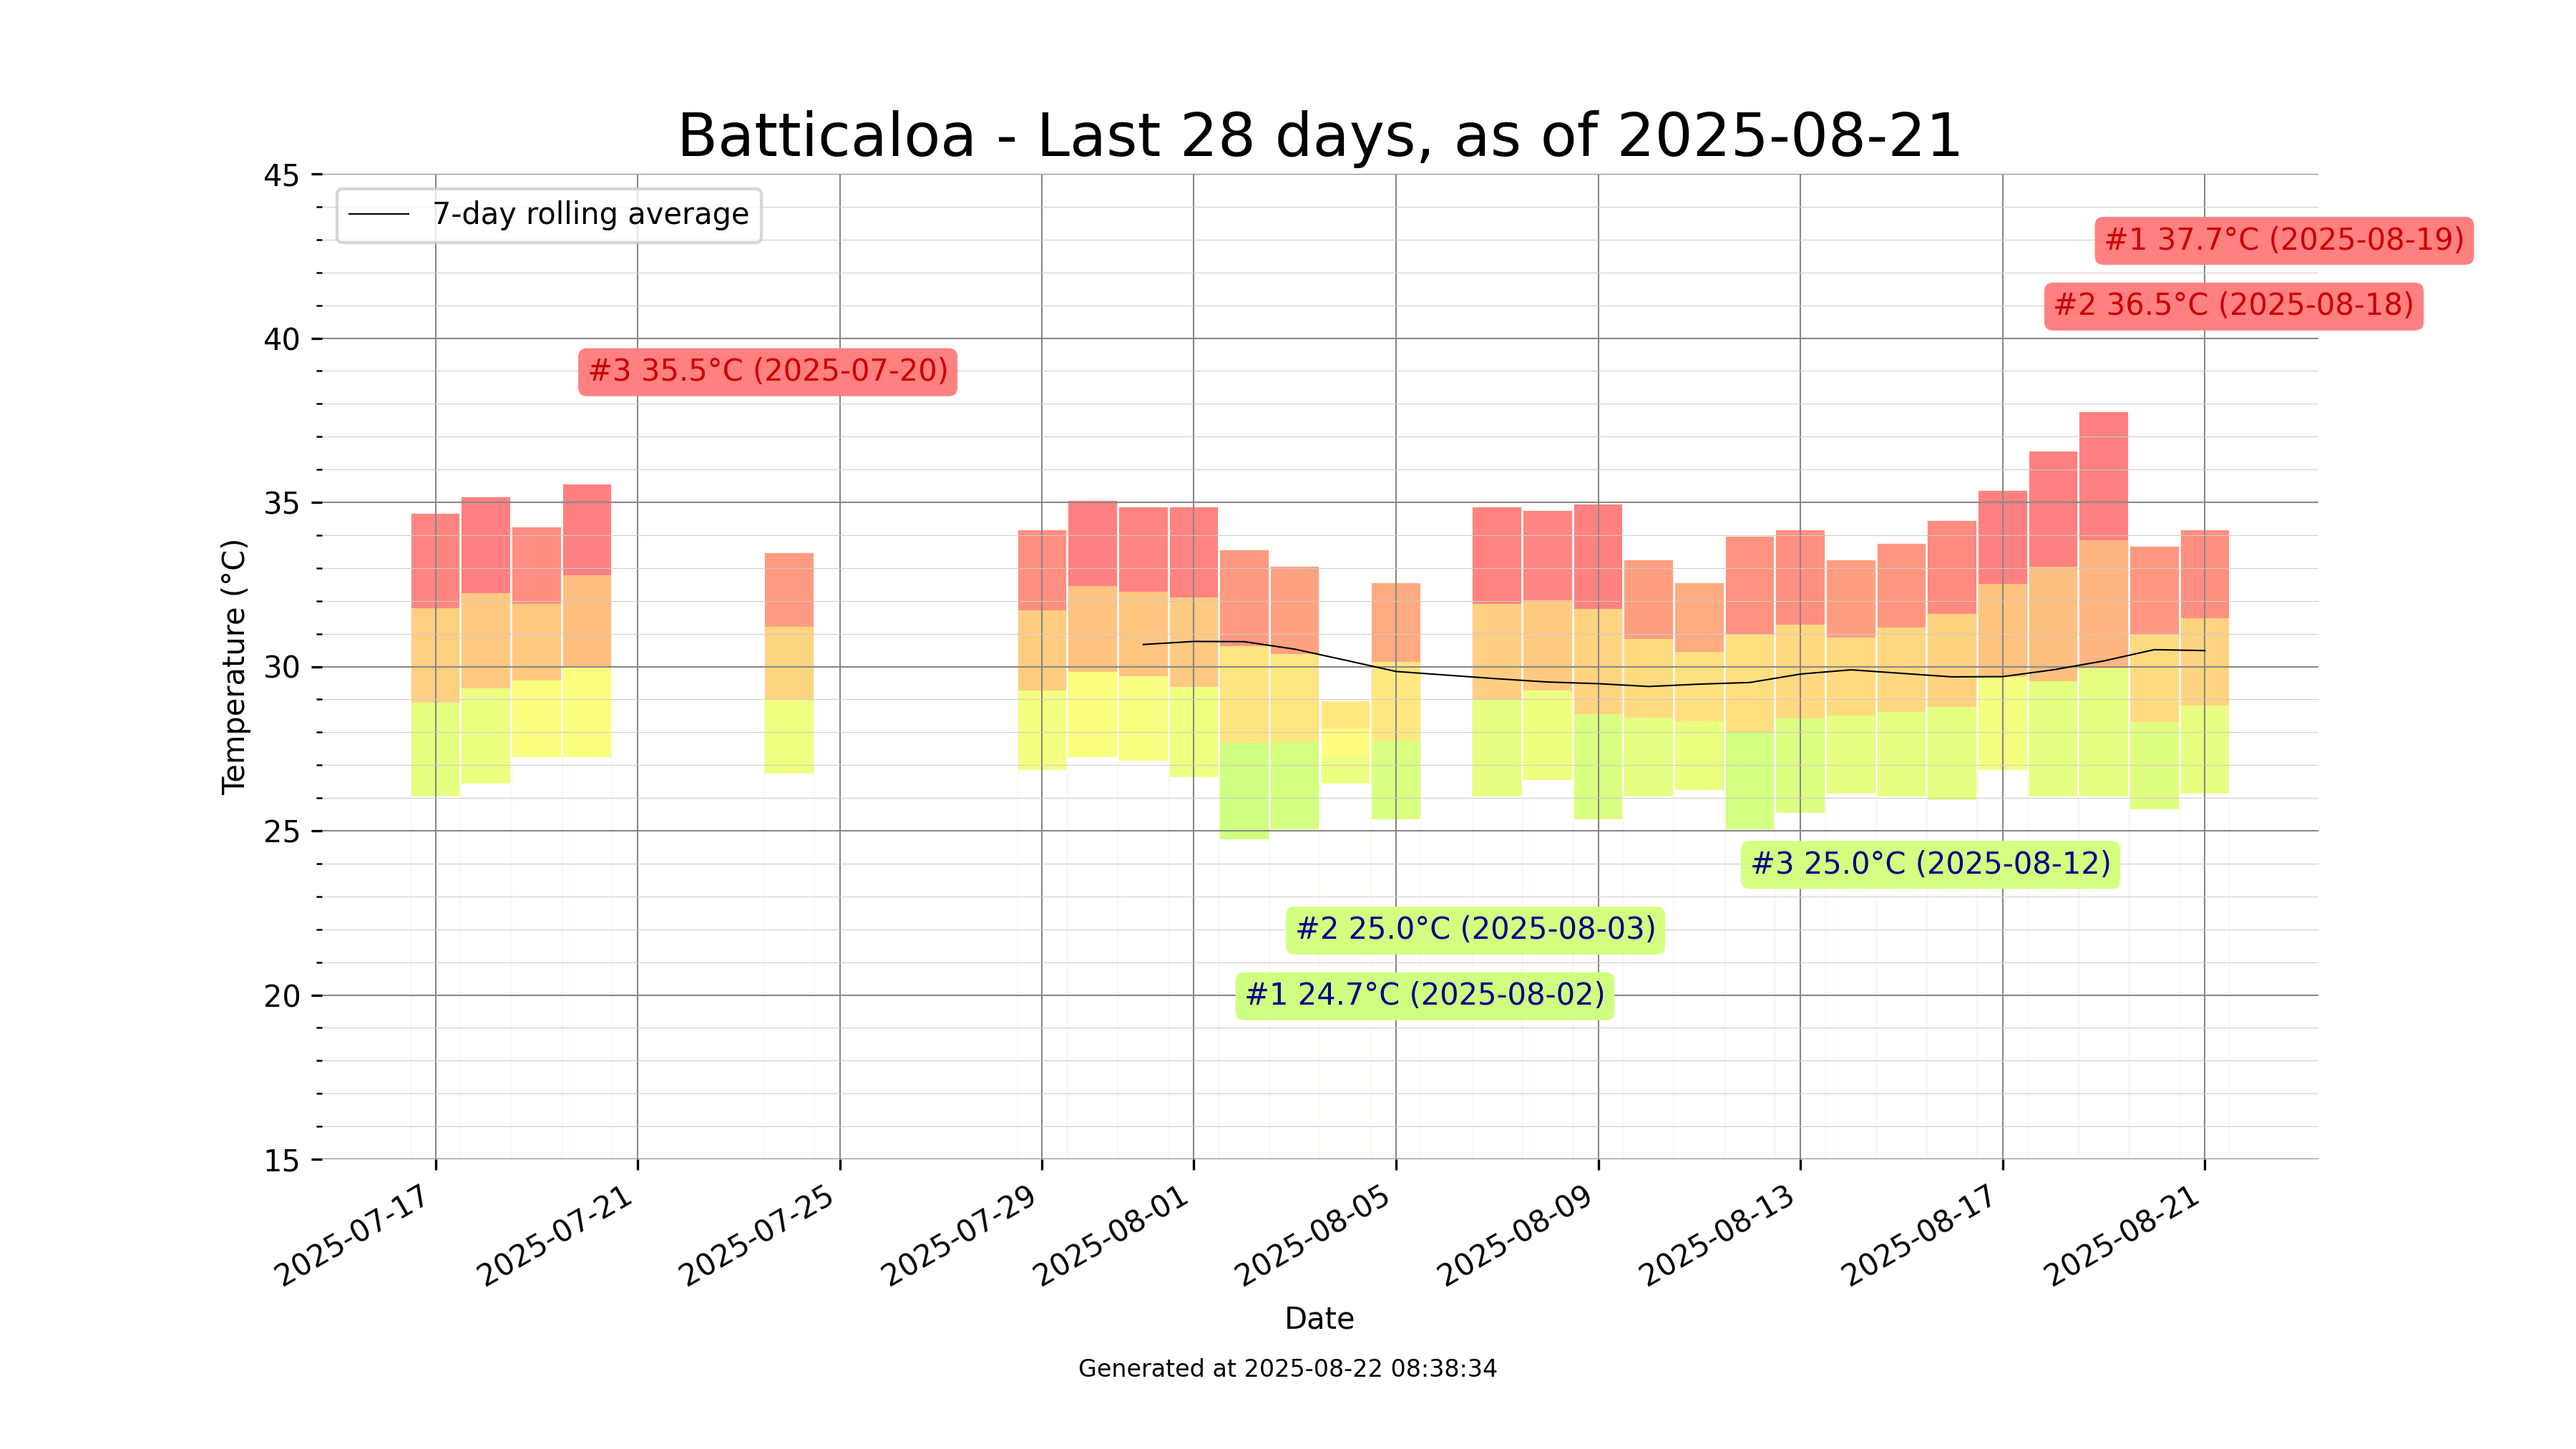 Batticaloa - Last 28 days, as of 2025-08-21
45
7-day rolling average
#1 37.7°C (2025-08-19)
#2 36.5°C (2025-08-18)
40
#3 35.5°C (2025-07-20)
35
Temperature (°C)
30
25
#3 25.0°C (2025-08-12)
#2 25.0°C (2025-08-03)
20
#1 24.7°C (2025-08-02)
15
2025-07-17
2025-07-21
2025-07-25
2025-07-29
2025-08-01
2025-08-05
2025-08-09
2025-08-13
2025-08-17
2025-08-21
Date
Generated at 2025-08-22 08:38:34